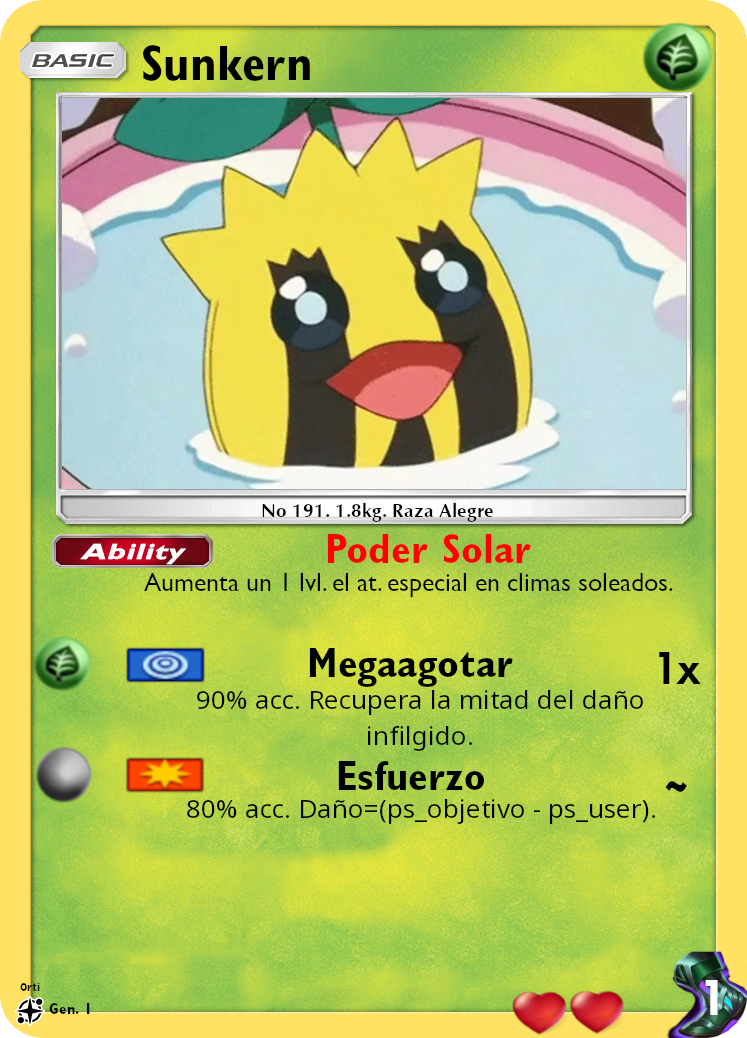 BASIC Sunkern
No 191. 1.8kg. Raza Alegre
Ability Poder Solar
Aumenta un 1 lvl. el at. especial en climas soleados.
Megaagotar 1x
90% acc. Recupera la mitad del daño
infilgido.
Esfuerzo ~
80% acc. Daño=(ps_objetivo - ps_user).
Orti
Gen. 1
1